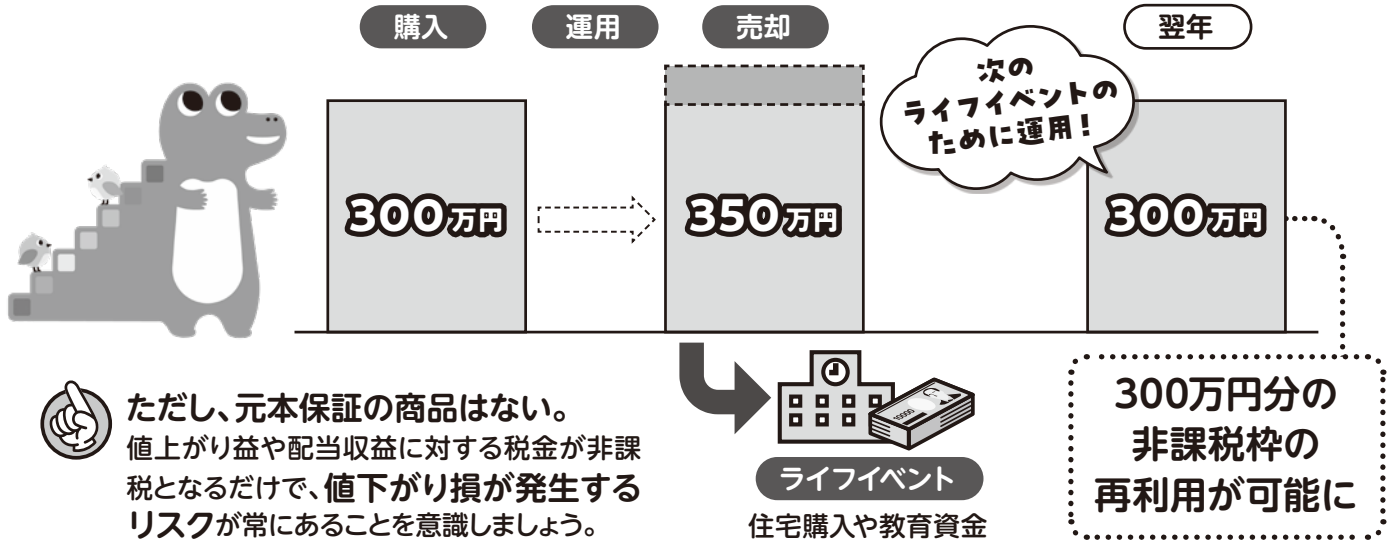 購入
運用
売却
翌年
次の
ライフイベントの
ために運用!
300万円
350万円
300万円
ただし、元本保証の商品はない。
値上がり益や配当収益に対する税金が非課
税となるだけで、値下がり損が発生する
リスクが常にあることを意識しましょう。
10000
ライフイベント
住宅購入や教育資金
300万円分の
非課税枠の
再利用が可能に